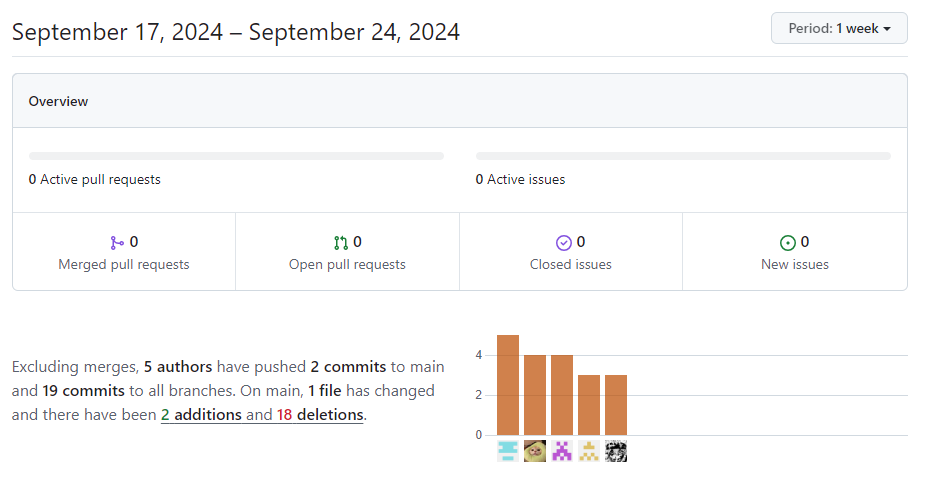 September 17, 2024 – September 24, 2024
Period: 1 week
Overview
0 Active pull requests
0 Active issues
0
Merged pull requests
0
Open pull requests
0
Closed issues
0
New issues
Excluding merges, 5 authors have pushed 2 commits to main
and 19 commits to all branches. On main, 1 file has changed
and there have been 2 additions and 18 deletions.
4
2
0